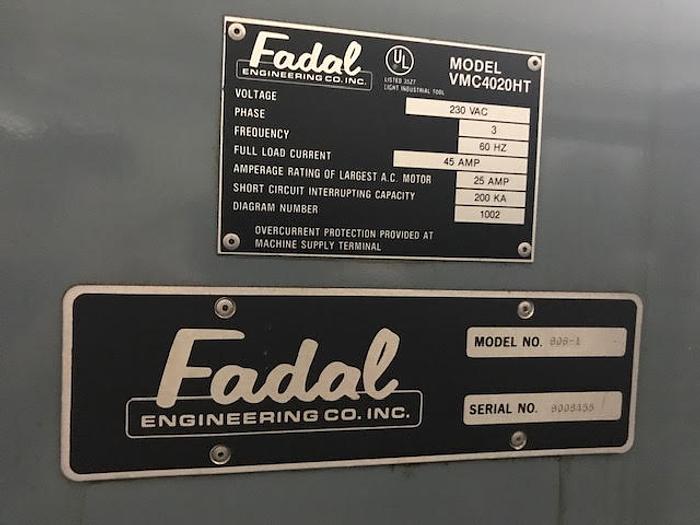 Fadal
ENGINEERING CO. INC.
UL
LISTED 3527
LIGHT INDUSTRIAL TOOL
MODEL
VMC4020HT
VOLTAGE 230 VAC
PHASE 3
FREQUENCY 60 HZ
FULL LOAD CURRENT 45 AMP
AMPERAGE RATING OF LARGEST A.C. MOTOR 25 AMP
SHORT CIRCUIT INTERRUPTING CAPACITY 200 KA
DIAGRAM NUMBER 1002
OVERCURRENT PROTECTION PROVIDED AT
MACHINE SUPPLY TERMINAL
Fadal
ENGINEERING CO. INC.
MODEL NO.
SERIAL NO.